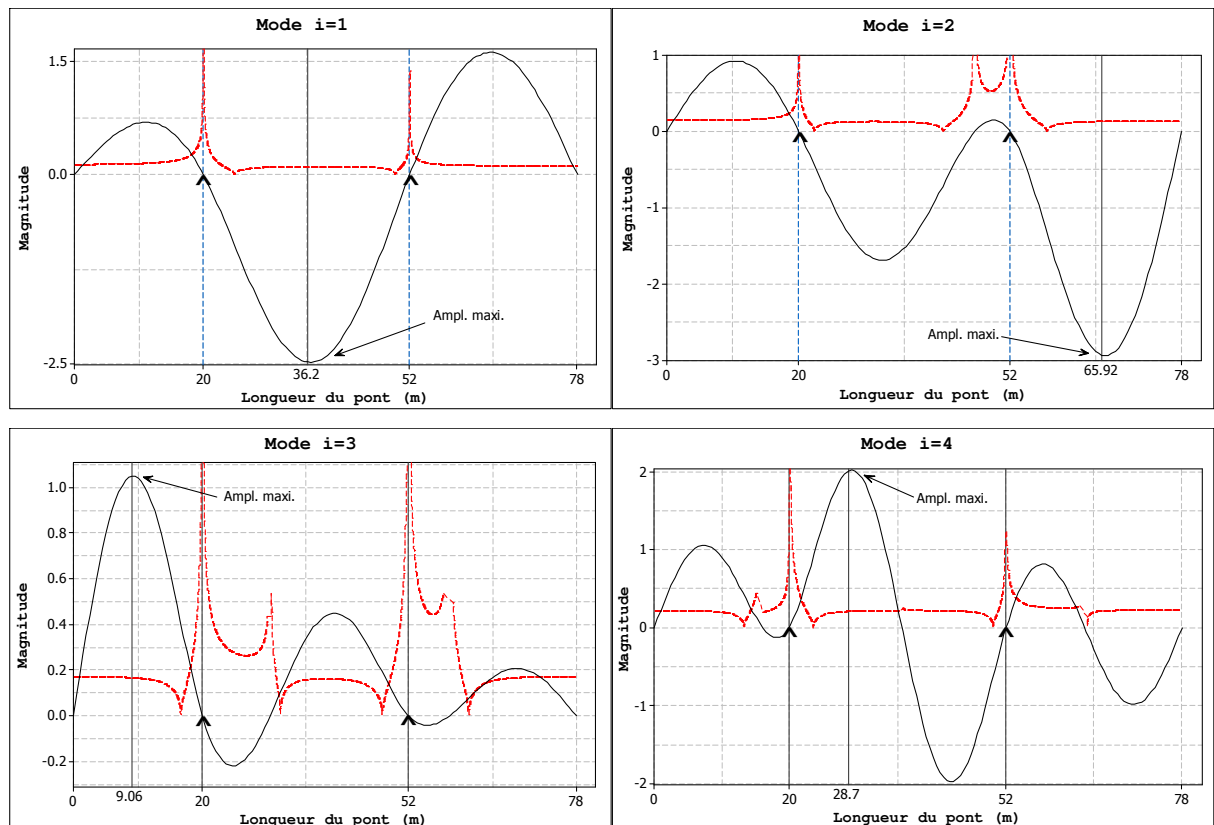 Mode i=1
1.5
0.0
-2.5
Magnitude
Ampl. maxi.
0
20
36.2
52
78
Longueur du pont (m)
Mode i=2
1
0
-1
-2
-3
Magnitude
Ampl. maxi.
0
20
52
65.92
78
Longueur du pont (m)
Mode i=3
1.0
0.8
0.6
0.4
0.2
0.0
-0.2
Magnitude
Ampl. maxi.
0
9.06
20
52
78
Longueur du pont (m)
Mode i=4
2
1
0
-1
-2
Magnitude
Ampl. maxi.
0
20
28.7
52
78
Longueur du pont (m)